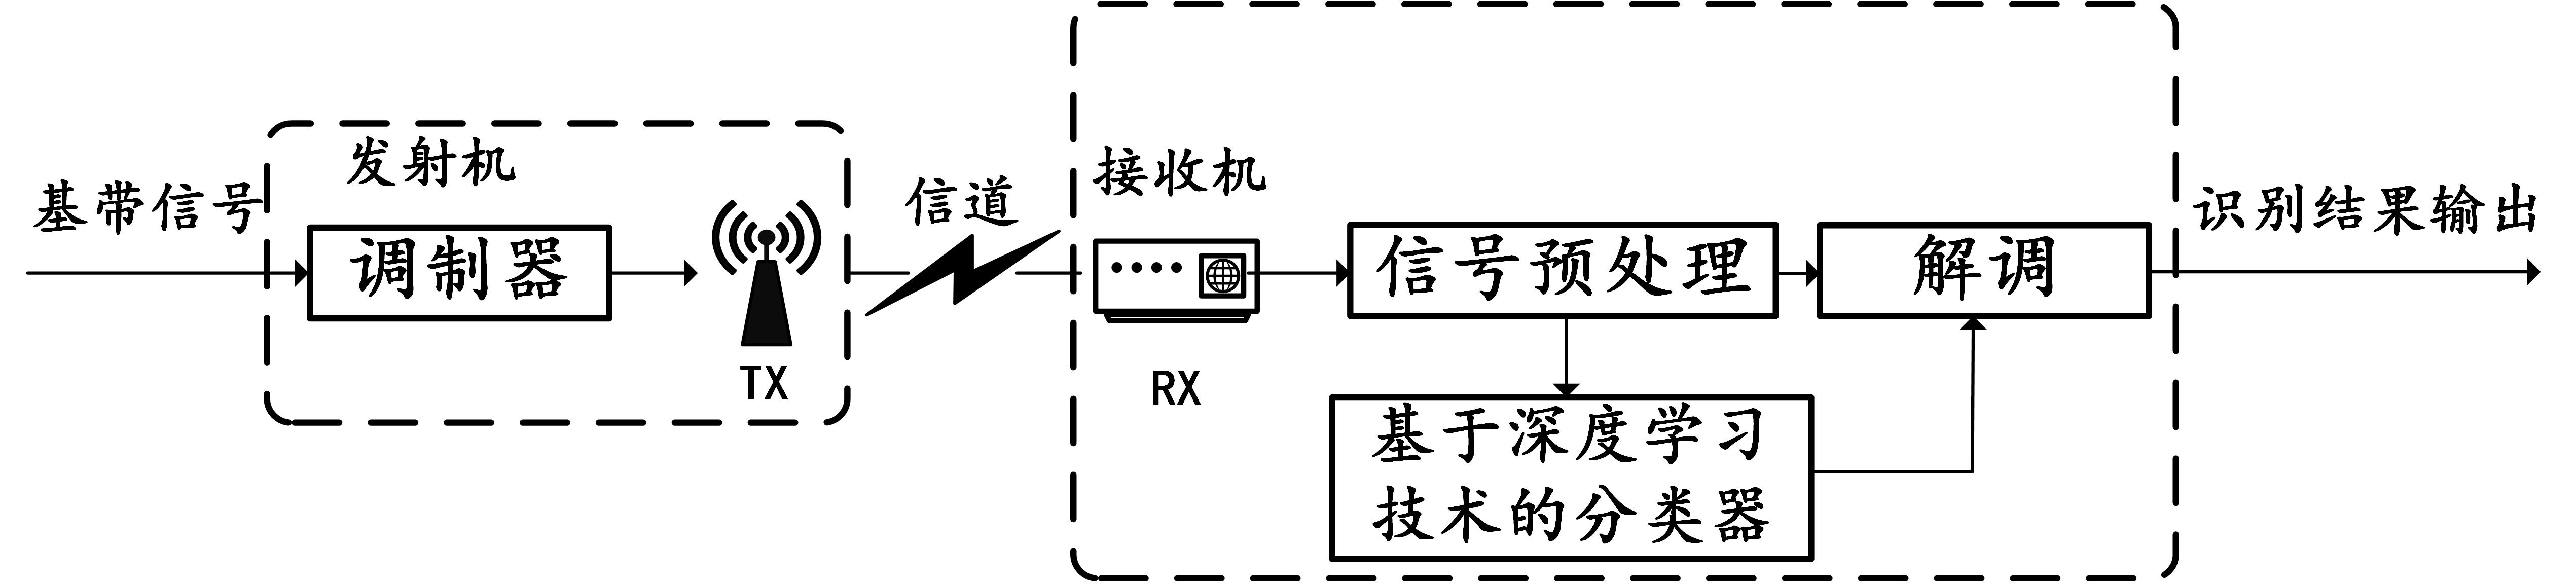 基带信号
发射机
调制器
TX
信道
接收机
RX
信号预处理
解调
基于深度学习
技术的分类器
识别结果输出